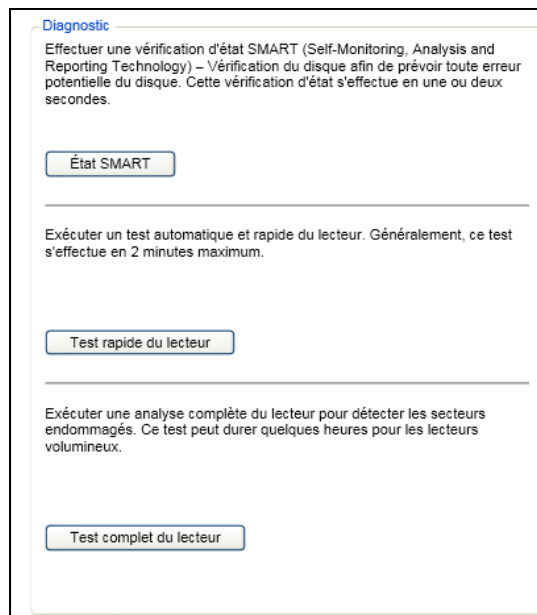 Diagnostic
Effectuer une vérification d'état SMART (Self-Monitoring, Analysis and
Reporting Technology) – Vérification du disque afin de prévoir toute erreur
potentielle du disque. Cette vérification d'état s'effectue en une ou deux
secondes.
État SMART
Exécuter un test automatique et rapide du lecteur. Généralement, ce test
s'effectue en 2 minutes maximum.
Test rapide du lecteur
Exécuter une analyse complète du lecteur pour détecter les secteurs
endommagés. Ce test peut durer quelques heures pour les lecteurs
volumineux.
Test complet du lecteur